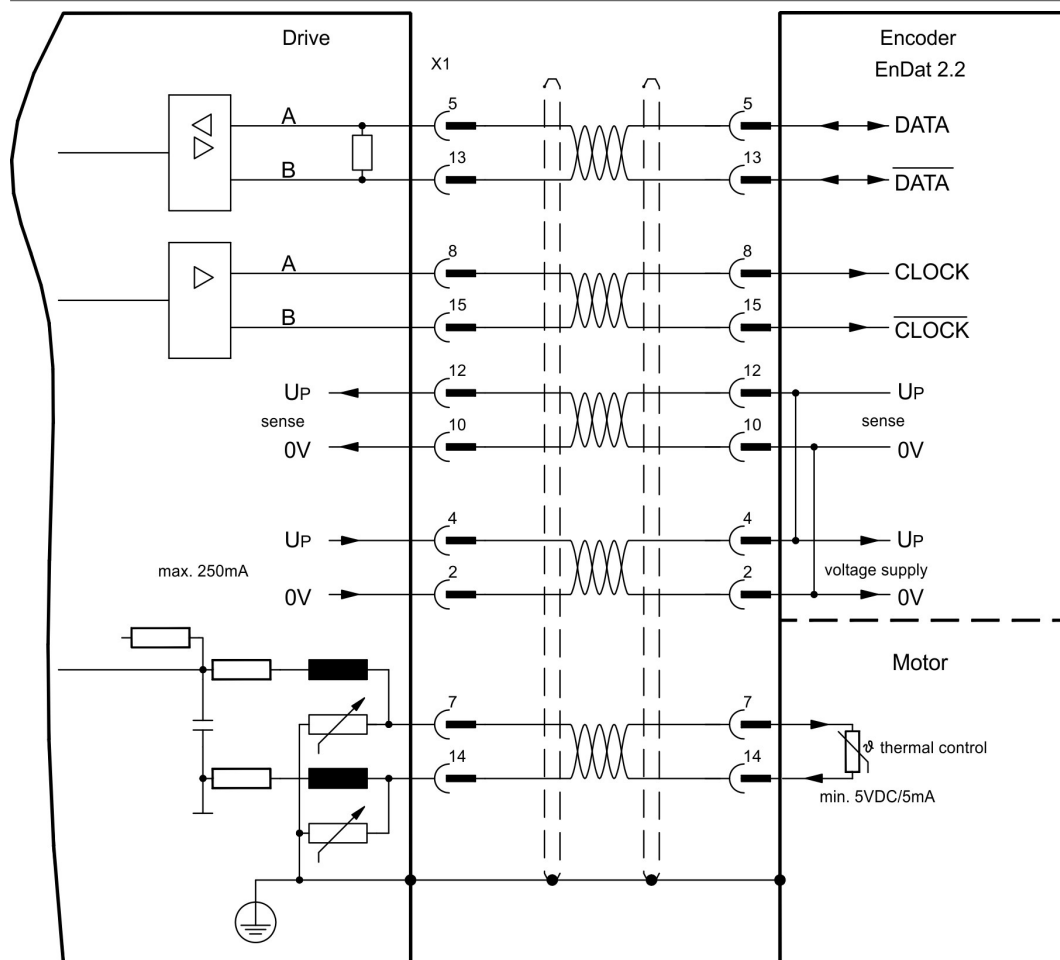 Drive
Encoder
EnDat 2.2
X1
A 5 5 DATA
B 13 13 DATA
A 8 8 CLOCK
B 15 15 CLOCK
UP 12 12 UP
sense sense
0V 10 10 0V
UP 4 4 UP
max. 250mA voltage supply
0V 2 2 0V
Motor
7 7
ϑ thermal control
14 14
min. 5VDC/5mA